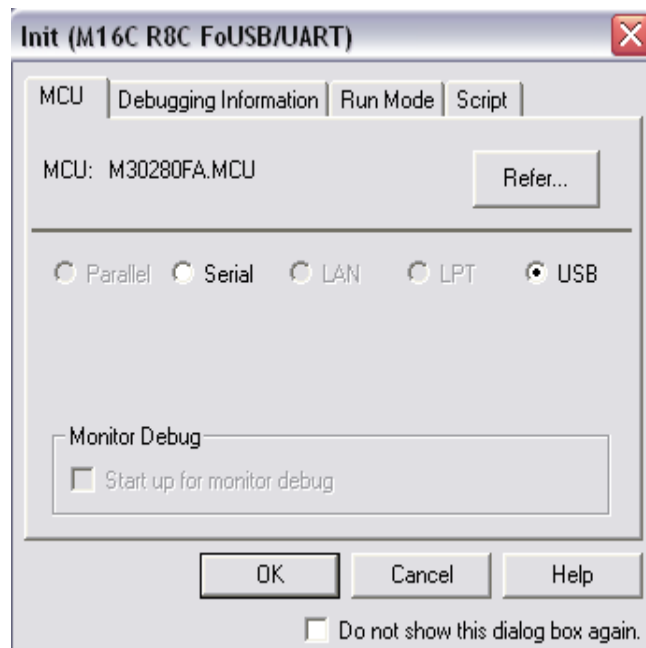 Init (M16C R8C FoUSB/UART)
MCU Debugging Information Run Mode Script
MCU: M30280FA.MCU Refer...
Parallel Serial LAN LPT USB
Monitor Debug
Start up for monitor debug
OK Cancel Help
Do not show this dialog box again.